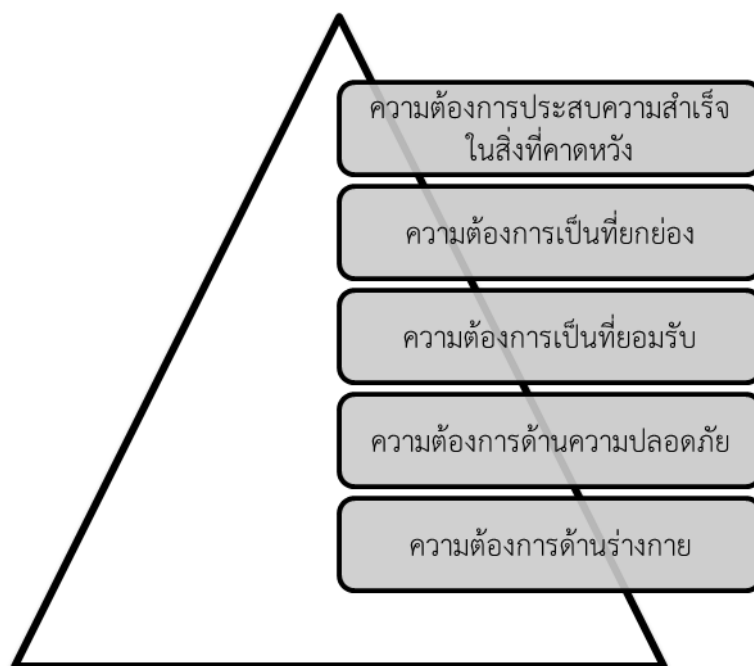 ความต้องการประสบความสำเร็จ
ในสิ่งที่คาดหวัง
ความต้องการเป็นที่ยกย่อง
ความต้องการเป็นที่ยอมรับ
ความต้องการด้านความปลอดภัย
ความต้องการด้านร่างกาย